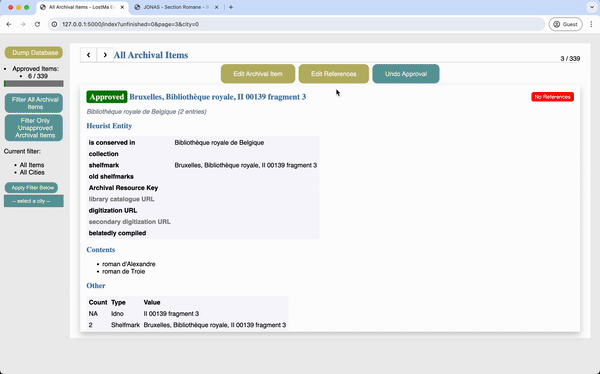 All Archival Items - LostMa E
JONAS - Section Romane - I
127.0.0.1:5000/index?unfinished=0&page=3&city=0
Guest
Dump Database
Approved Items:
6 / 339
Filter All Archival Items
Filter Only Unapproved Archival Items
Current filter:
All Items
All Cities
Apply Filter Below
-- select a city --
All Archival Items
3 / 339
Edit Archival Item
Edit References
Undo Approval
Approved Bruxelles, Bibliothèque royale, II 00139 fragment 3
No References
Bibliothèque royale de Belgique (2 entries)
Heurist Entity
is conserved in Bibliothèque royale de Belgique
collection
shelfmark Bruxelles, Bibliothèque royale, II 00139 fragment 3
old shelfmarks
Archival Resource Key
library catalogue URL
digitization URL
secondary digitization URL
belatedly compiled
Contents
roman d'Alexandre
roman de Troie
Other
Count Type Value
NA Idno II 00139 fragment 3
2 Shelfmark Bruxelles, Bibliothèque royale, II 00139 fragment 3